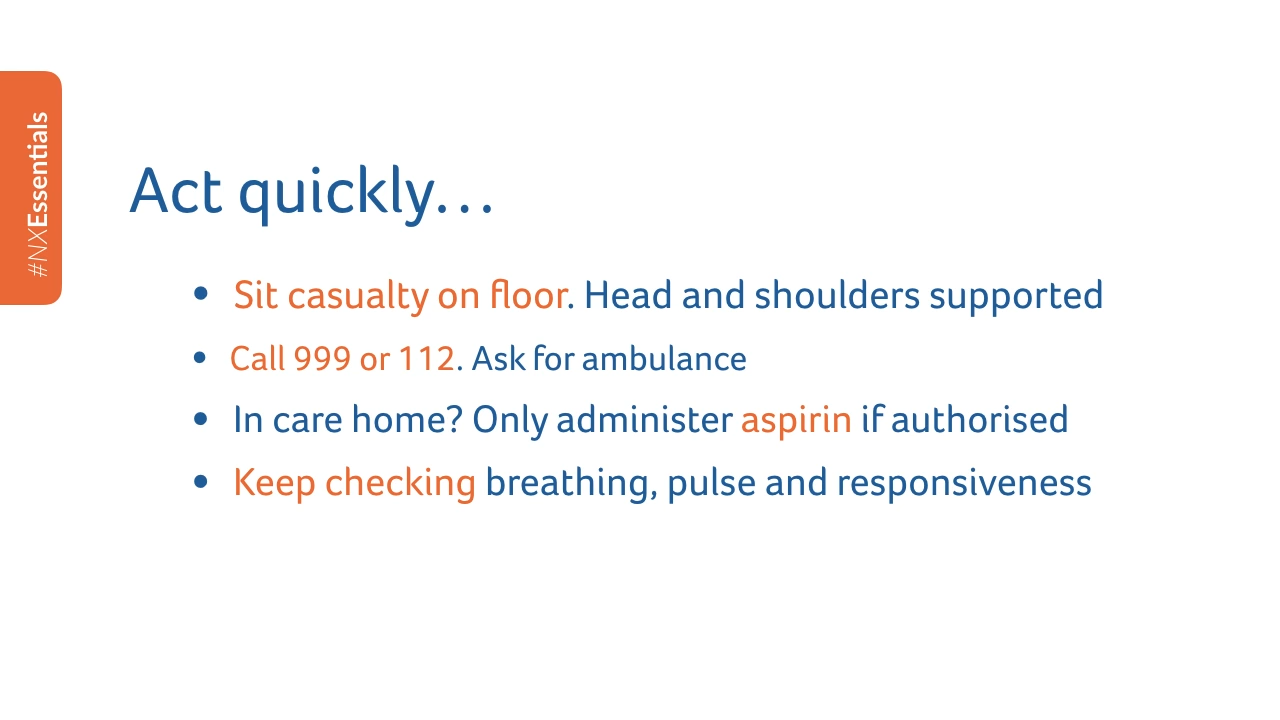 #NXEssentials
Act quickly...
• Sit casualty on floor. Head and shoulders supported
• Call 999 or 112. Ask for ambulance
• In care home? Only administer aspirin if authorised
• Keep checking breathing, pulse and responsiveness